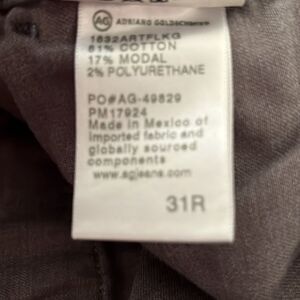 AG ADRIANO GOLDSCHMIED
1632ARTFLKG
81% COTTON
17% MODAL
2% POLYURETHANE
PO#AG-49829
PM17924
Made in Mexico of
imported fabric and
globally sourced
components
www.agjeans.com
31R